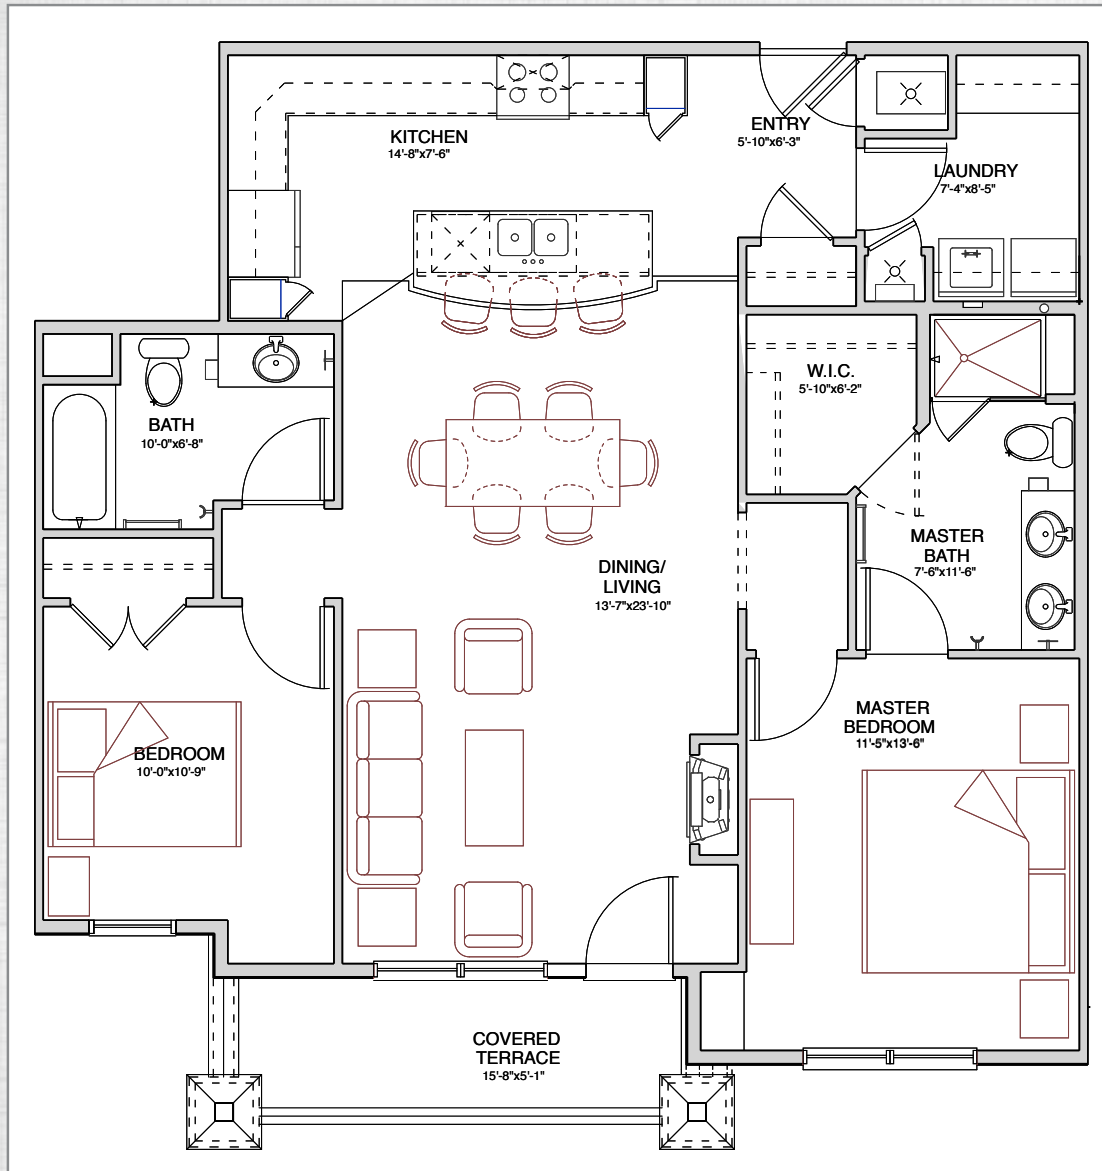 KITCHEN
14'-8"x7'-6"
ENTRY
5'-10"x6'-3"
LAUNDRY
7'-4"x8'-5"
W.I.C.
5'-10"x6'-2"
BATH
10'-0"x6'-8"
MASTER
BATH
7'-6"x11'-6"
DINING/
LIVING
13'-7"x23'-10"
MASTER
BEDROOM
11'-5"x13'-6"
BEDROOM
10'-0"x10'-9"
COVERED
TERRACE
15'-8"x5'-1"